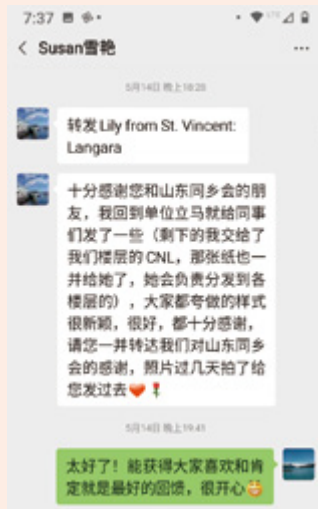 7:37
Susan雪艳
5月14日 晚上18:28
转发 Lily from St. Vincent:
Langara
十分感谢您和山东同乡会的朋
友，我回到单位立马就给同事
们发了一些（剩下的我交给了
我们楼层的 CNL，那张纸也一
并给她了，她会负责分发到各
楼层的），大家都夸做的样式
很新颖，很好，都十分感谢，
请您一并转达我们对山东同乡
会的感谢，照片过几天拍了给
您发过去❤️🌹
5月14日 晚上19:41
太好了！能获得大家喜欢和肯
定就是最好的回馈，很开心😄